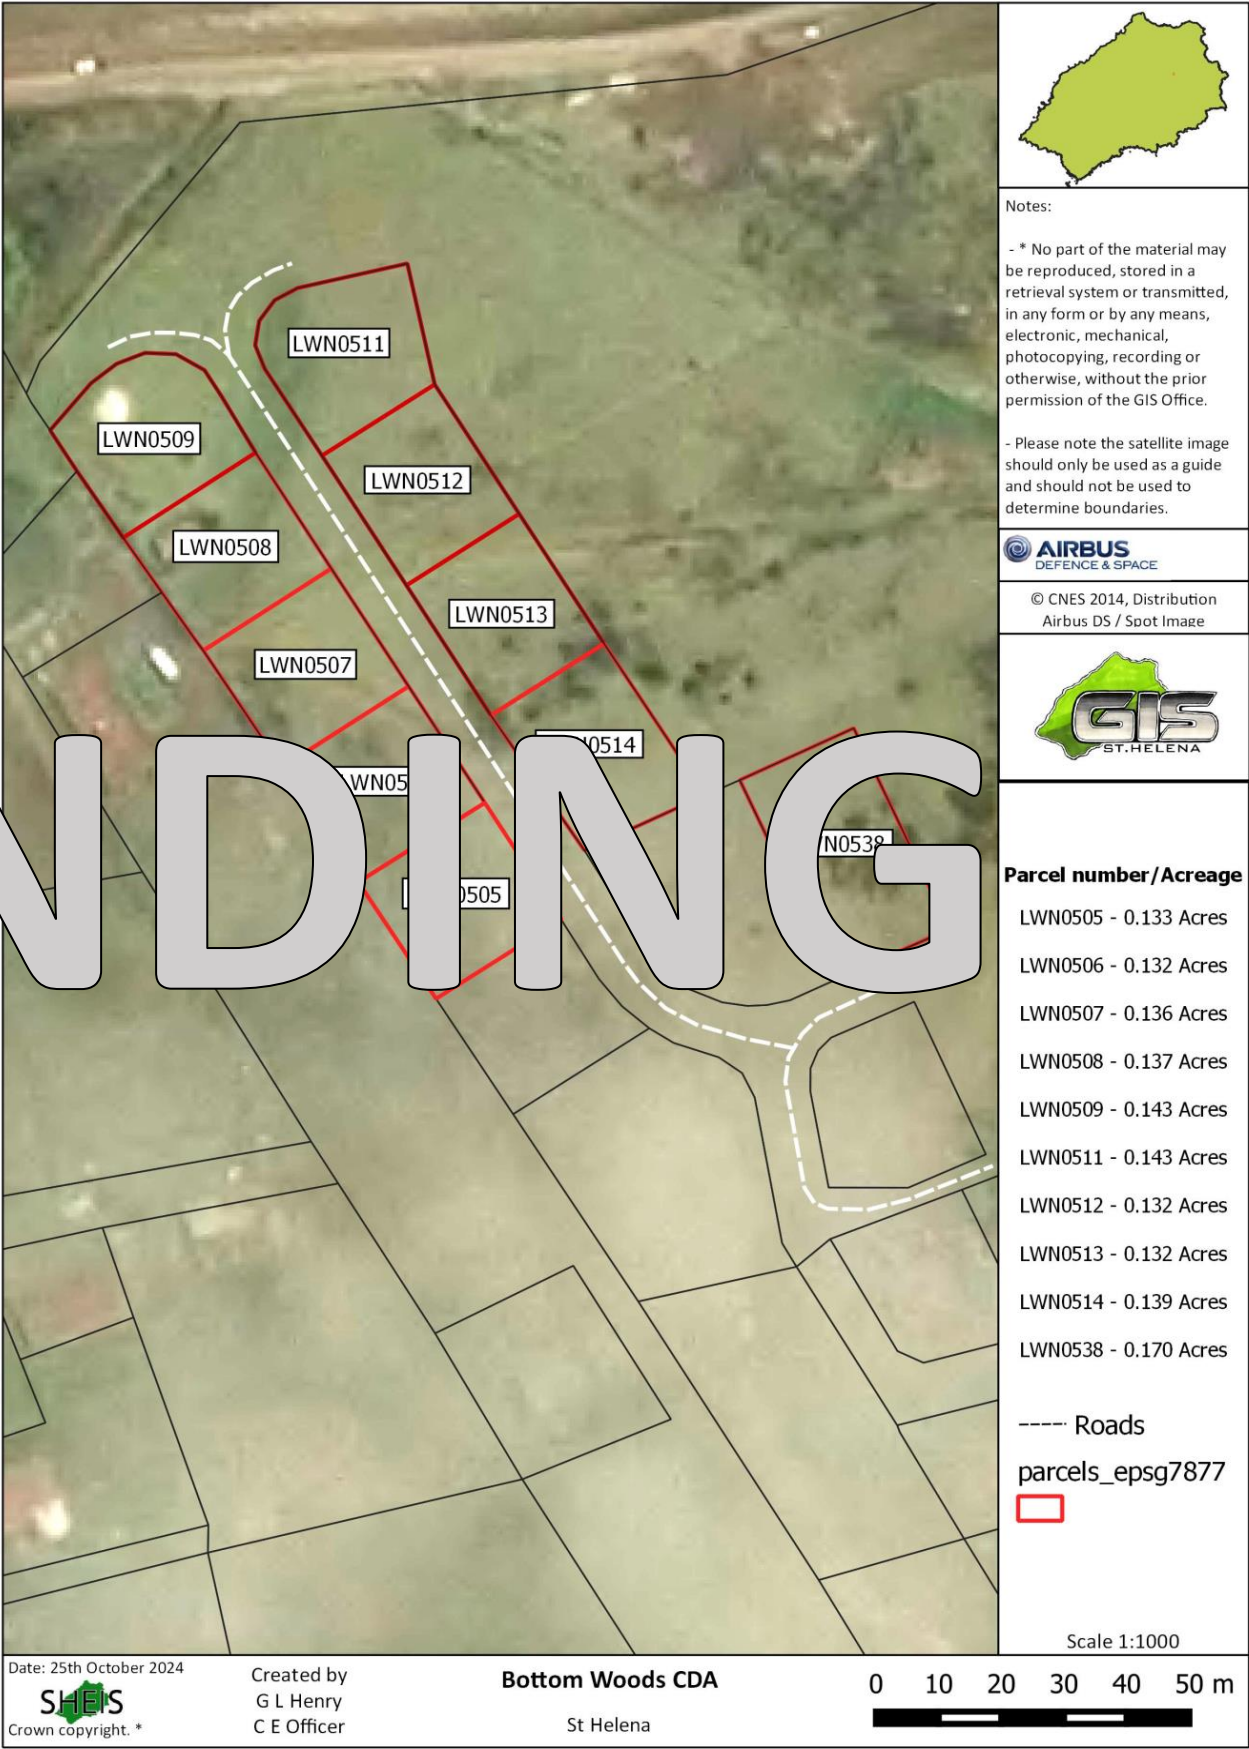 LWN0511
LWN0509
LWN0512
LWN0508
LWN0513
LWN0507
0514
WN05
NDING
N0538
0505
Notes:
- * No part of the material may
be reproduced, stored in a
retrieval system or transmitted,
in any form or by any means,
electronic, mechanical,
photocopying, recording or
otherwise, without the prior
permission of the GIS Office.
- Please note the satellite image
should only be used as a guide
and should not be used to
determine boundaries.
AIRBUS
DEFENCE & SPACE
© CNES 2014, Distribution
Airbus DS / Spot Image
GIS
ST.HELENA
Parcel number/Acreage
LWN0505 - 0.133 Acres
LWN0506 - 0.132 Acres
LWN0507 - 0.136 Acres
LWN0508 - 0.137 Acres
LWN0509 - 0.143 Acres
LWN0511 - 0.143 Acres
LWN0512 - 0.132 Acres
LWN0513 - 0.132 Acres
LWN0514 - 0.139 Acres
LWN0538 - 0.170 Acres
Roads
parcels_epsg7877
Scale 1:1000
Date: 25th October 2024
SHEIS
Crown copyright. *
Created by
G L Henry
C E Officer
Bottom Woods CDA
St Helena
0 10 20 30 40 50 m